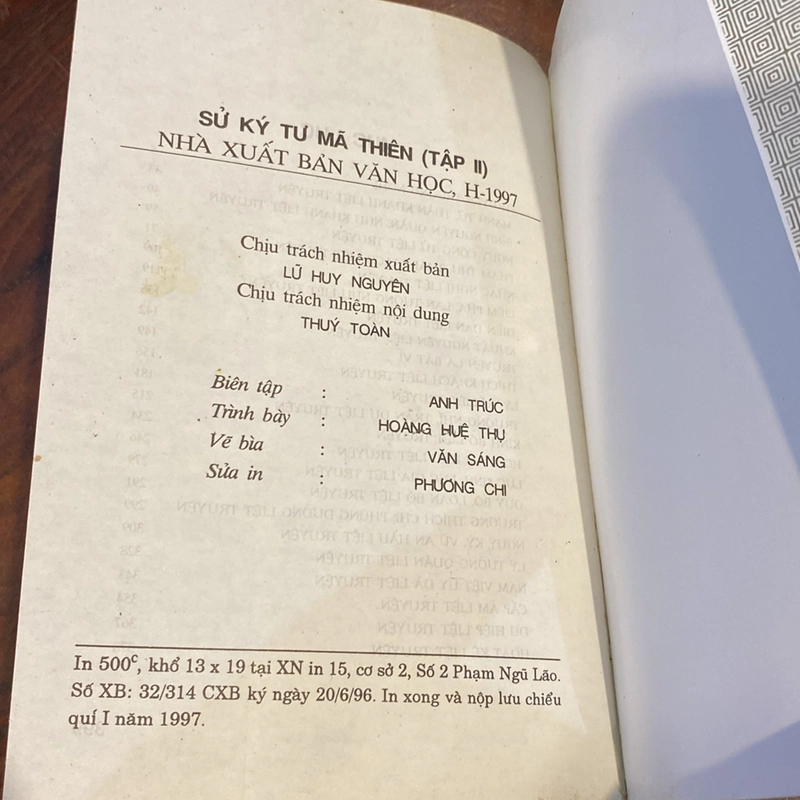 SỬ KÝ TƯ MÃ THIÊN (TẬP II)
NHÀ XUẤT BẢN VĂN HỌC, H-1997
Chịu trách nhiệm xuất bản
LỮ HUY NGUYÊN
Chịu trách nhiệm nội dung
THUÝ TOÀN
Biên tập : ANH TRÚC
Trình bày : HOÀNG HUỆ THỤ
Vẽ bìa : VĂN SÁNG
Sửa in : PHƯƠNG CHI
In 500c, khổ 13 x 19 tại XN in 15, cơ sở 2, Số 2 Phạm Ngũ Lão.
Số XB: 32/314 CXB ký ngày 20/6/96. In xong và nộp lưu chiểu
quí I năm 1997.